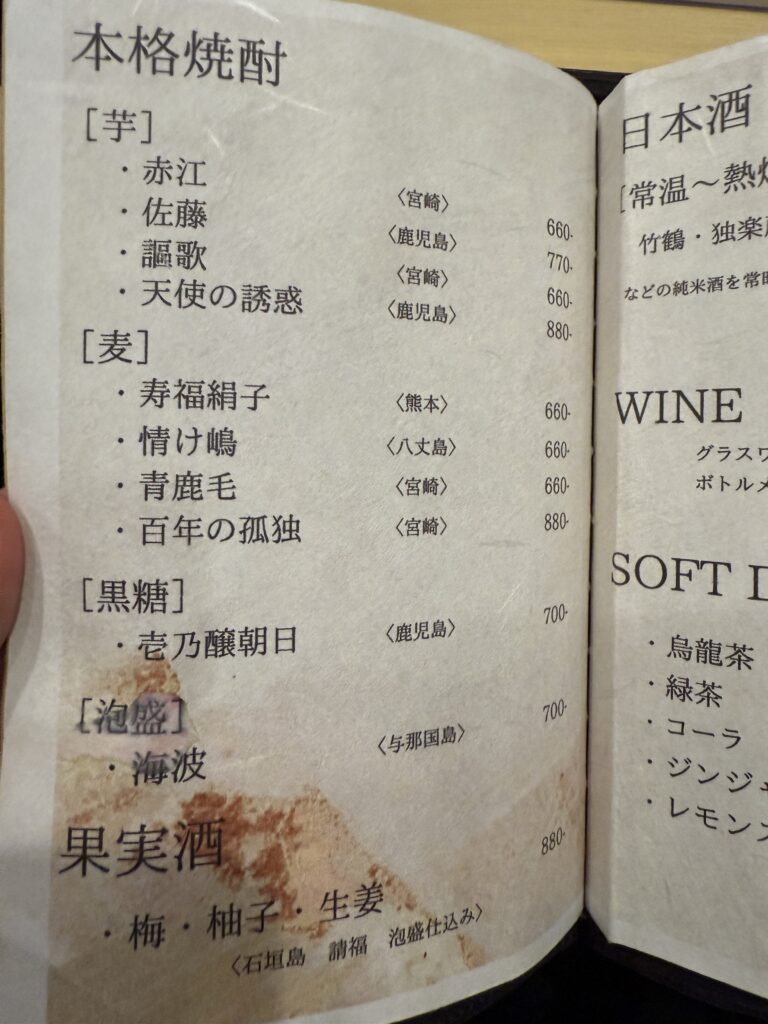 本格焼酎
[芋]
・赤江 〈宮崎〉 660-
・佐藤 〈鹿児島〉 770-
・謳歌 〈宮崎〉 660-
・天使の誘惑 〈鹿児島〉 880-
[麦]
・寿福絹子 〈熊本〉 660-
・情け嶋 〈八丈島〉 660-
・青鹿毛 〈宮崎〉 660-
・百年の孤独 〈宮崎〉 880-
[黒糖]
・壱乃醸朝日 〈鹿児島〉 700-
[泡盛]
・海波 〈与那国島〉 700-
果実酒
・梅・柚子・生姜 880-
〈石垣島 請福 泡盛仕込み〉
日本酒
[常温〜熱
竹鶴・独楽
などの純米酒を常
WINE
グラスワ
ボトルメ
SOFT D
・烏龍茶
・緑茶
・コーラ
・ジンジ
・レモン